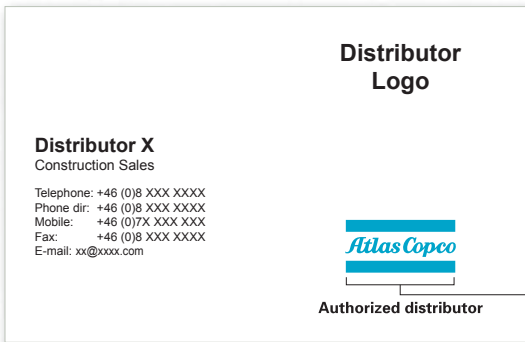 Distributor
Logo
Distributor X
Construction Sales
Telephone: +46 (0)8 XXX XXXX
Phone dir: +46 (0)8 XXX XXXX
Mobile: +46 (0)7X XXX XXX
Fax: +46 (0)8 XXX XXXX
E-mail: xx@xxxx.com
Atlas Copco
Authorized distributor